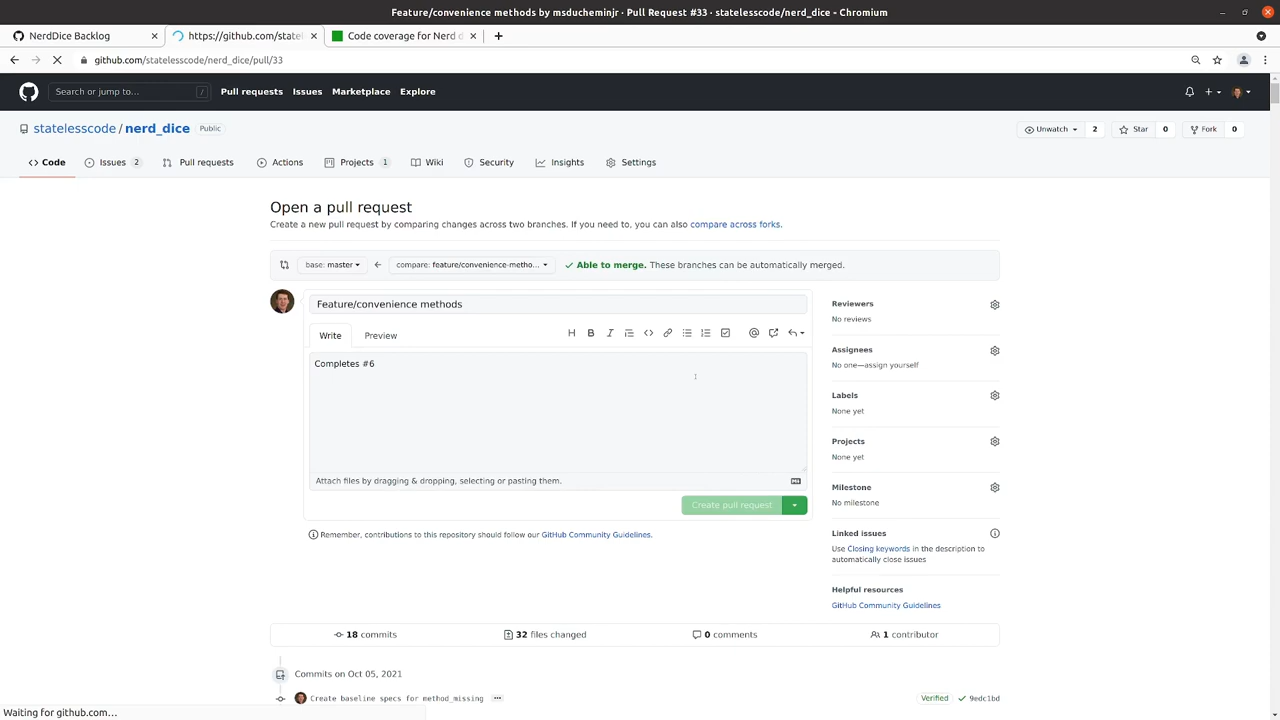 Feature/convenience methods by msducheminjr · Pull Request #33 · statelesscode/nerd_dice - Chromium
NerdDice Backlog
https://github.com/statel
Code coverage for Nerd d
github.com/statelesscode/nerd_dice/pull/33
Search or jump to...
/
Pull requests
Issues
Marketplace
Explore
statelesscode / nerd_dice
Public
Unwatch
2
Star
0
Fork
0
Code
Issues 2
Pull requests
Actions
Projects 1
Wiki
Security
Insights
Settings
Open a pull request
Create a new pull request by comparing changes across two branches. If you need to, you can also compare across forks.
base: master
compare: feature/convenience-metho...
Able to merge. These branches can be automatically merged.
Feature/convenience methods
Write
Preview
Completes #6
Attach files by dragging & dropping, selecting or pasting them.
Create pull request
Remember, contributions to this repository should follow our GitHub Community Guidelines.
Reviewers
No reviews
Assignees
No one—assign yourself
Labels
None yet
Projects
None yet
Milestone
No milestone
Linked issues
Use Closing keywords in the description to
automatically close issues
Helpful resources
GitHub Community Guidelines
18 commits
32 files changed
0 comments
1 contributor
Commits on Oct 05, 2021
Create baseline specs for method_missing
Verified
9edc1bd
Waiting for github.com...